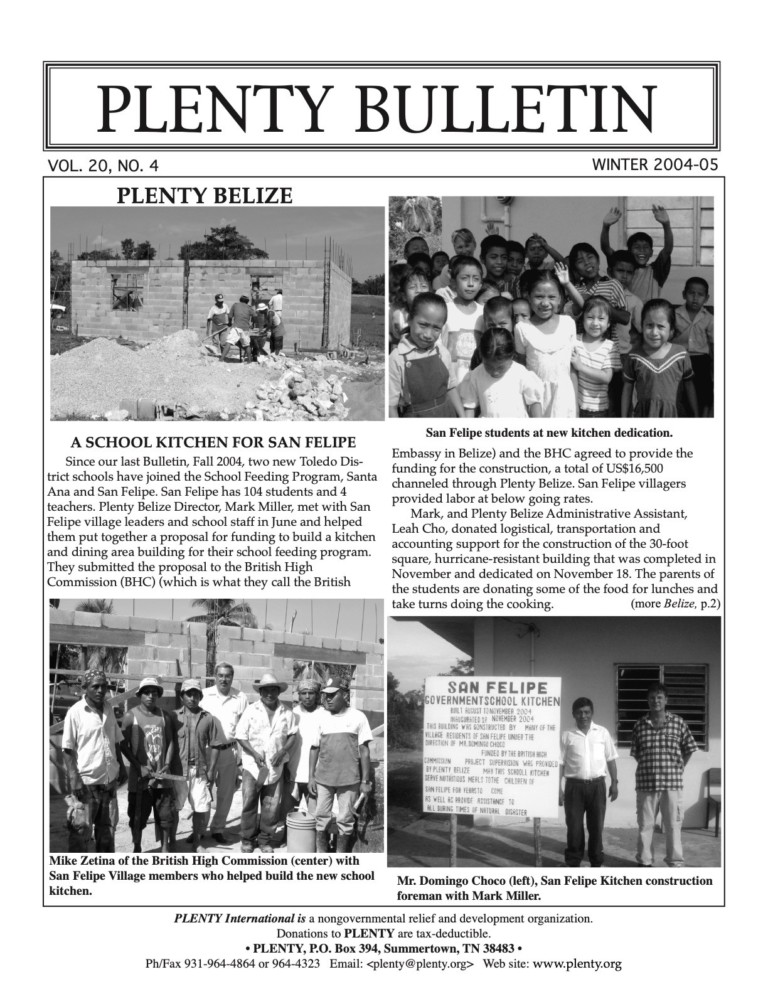 PLENTY BULLETIN
VOL. 20, NO. 4
WINTER 2004-05
PLENTY BELIZE
A SCHOOL KITCHEN FOR SAN FELIPE
Since our last Bulletin, Fall 2004, two new Toledo Dis-
trict schools have joined the School Feeding Program, Santa
Ana and San Felipe. San Felipe has 104 students and 4
teachers. Plenty Belize Director, Mark Miller, met with San
Felipe village leaders and school staff in June and helped
them put together a proposal for funding to build a kitchen
and dining area building for their school feeding program.
They submitted the proposal to the British High
Commission (BHC) (which is what they call the British
San Felipe students at new kitchen dedication.
Embassy in Belize) and the BHC agreed to provide the
funding for the construction, a total of US$16,500
channeled through Plenty Belize. San Felipe villagers
provided labor at below going rates.
Mark, and Plenty Belize Administrative Assistant,
Leah Cho, donated logistical, transportation and
accounting support for the construction of the 30-foot
square, hurricane-resistant building that was completed in
November and dedicated on November 18. The parents of
the students are donating some of the food for lunches and
take turns doing the cooking. (more Belize, p.2)
Mike Zetina of the British High Commission (center) with
San Felipe Village members who helped build the new school
kitchen.
SAN FELIPE
GOVERNMENTSCHOOL KITCHEN
BUILT AUGUST TO NOVEMBER 2004
INAUGURATED 18 NOVEMBER 2004
THIS BUILDING WAS CONSTRUCTED BY MANY OF THE
VILLAGE RESIDENTS OF SAN FELIPE UNDER THE
DIRECTION OF MR. DOMINGO CHOCO
FUNDED BY THE BRITISH HIGH
COMMISSION PROJECT SUPERVISION WAS PROVIDED
BY PLENTY BELIZE MAY THIS SCHOOL KITCHEN
SERVE NUTRITIOUS MEALS TO THE CHILDREN OF
SAN FELIPE FOR YEARS TO COME
AS WELL AS PROVIDE ASSISTANCE TO
ALL DURING TIMES OF NATURAL DISASTER
Mr. Domingo Choco (left), San Felipe Kitchen construction
foreman with Mark Miller.
PLENTY International is a nongovernmental relief and development organization.
Donations to PLENTY are tax-deductible.
• PLENTY, P.O. Box 394, Summertown, TN 38483 •
Ph/Fax 931-964-4864 or 964-4323 Email: <plenty@plenty.org> Web site: www.plenty.org